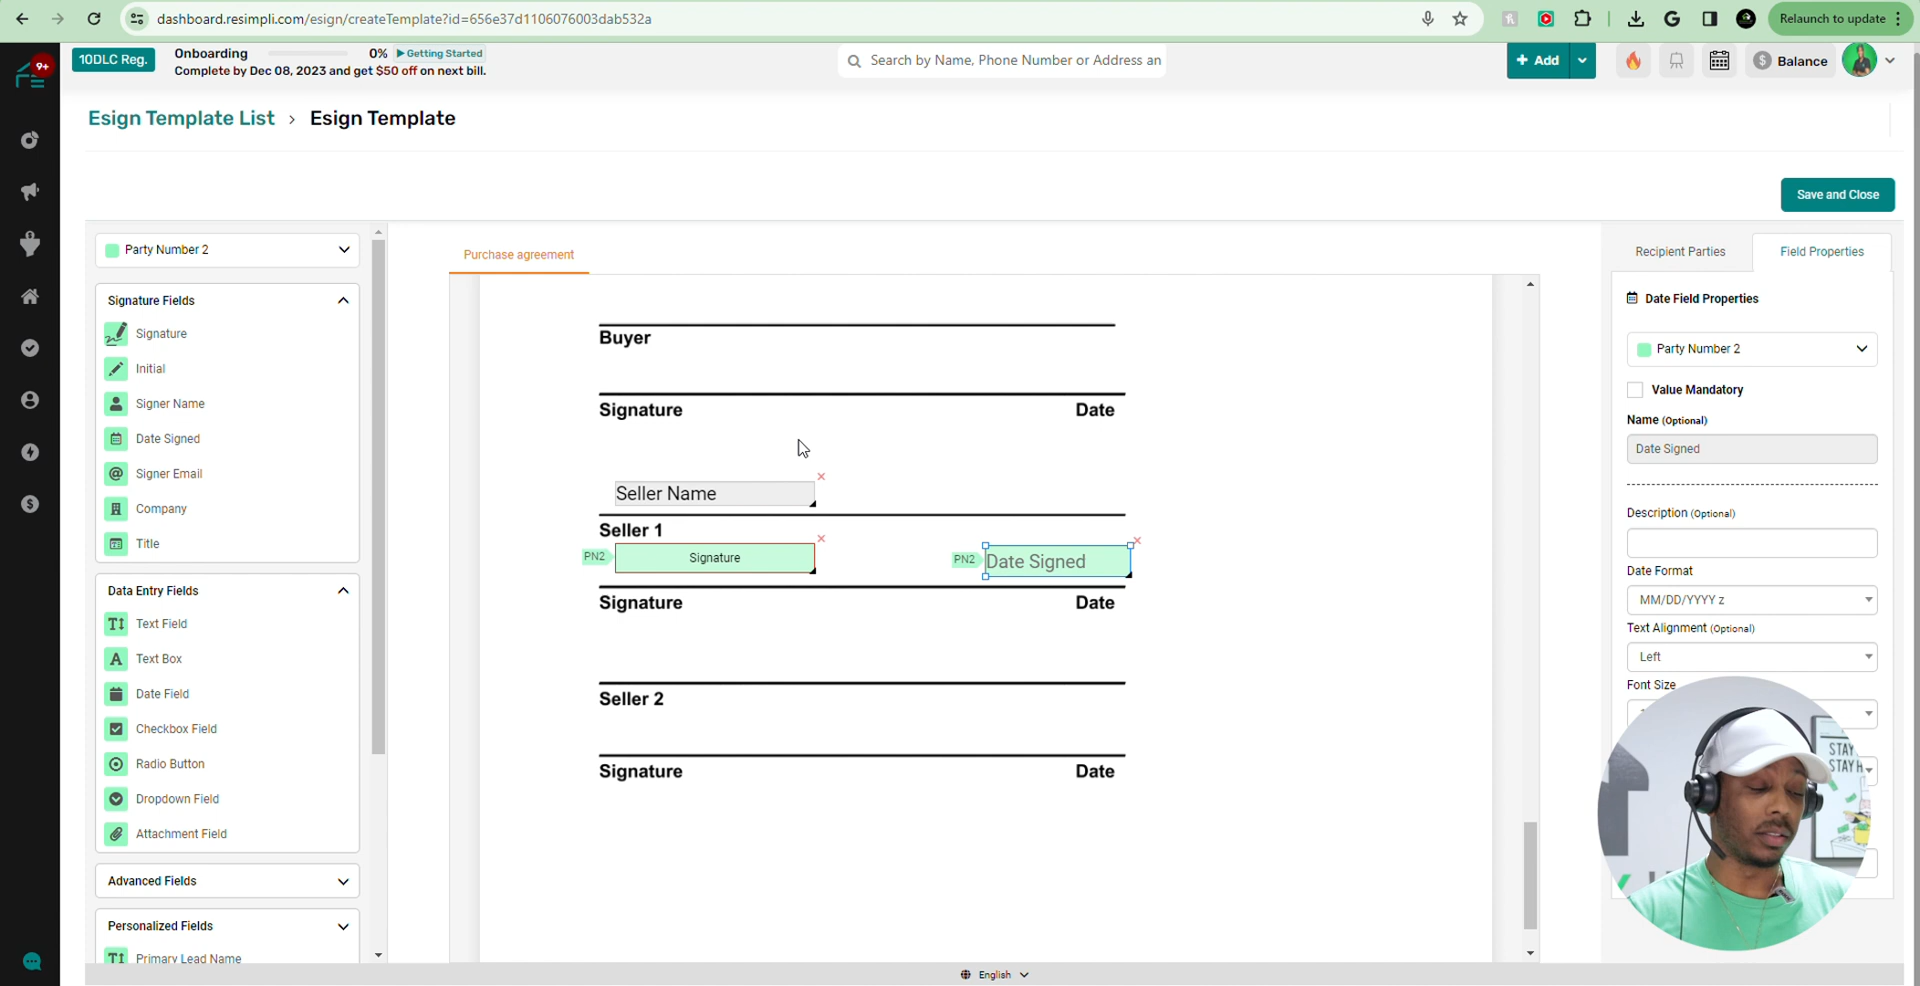 dashboard.resimpli.com/esign/createTemplate?id=656e37d1106076003dab532a
Relaunch to update
9+
10DLC Reg.
Onboarding
0%
Getting Started
Complete by Dec 08, 2023 and get $50 off on next bill.
Search by Name, Phone Number or Address an
+ Add
Balance
Esign Template List > Esign Template
Save and Close
Party Number 2
Signature Fields
Signature
Initial
Signer Name
Date Signed
Signer Email
Company
Title
Data Entry Fields
Text Field
Text Box
Date Field
Checkbox Field
Radio Button
Dropdown Field
Attachment Field
Advanced Fields
Personalized Fields
Primary Lead Name
Purchase agreement
Buyer
Signature Date
Seller Name
Seller 1
PN2 Signature
PN2 Date Signed
Signature Date
Seller 2
Signature Date
Recipient Parties
Field Properties
Date Field Properties
Party Number 2
Value Mandatory
Name (Optional)
Date Signed
Description (Optional)
Date Format
MM/DD/YYYY z
Text Alignment (Optional)
Left
Font Size
STAY
STAY H
English